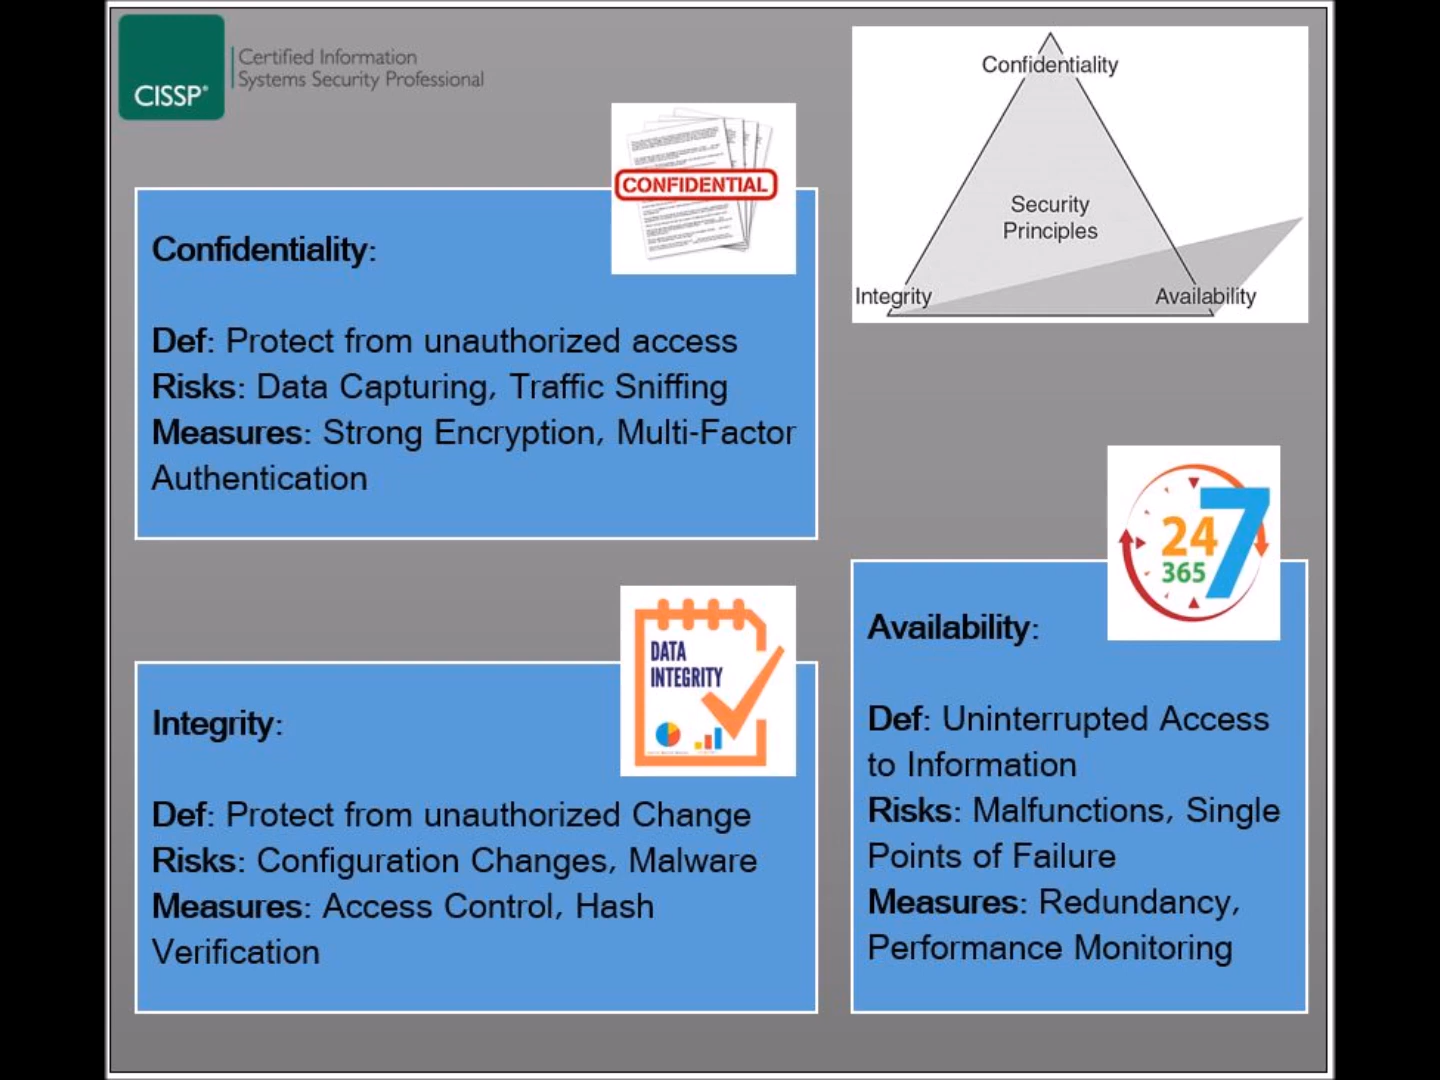 CISSP®
Certified Information
Systems Security Professional
CONFIDENTIAL
Confidentiality:
Def: Protect from unauthorized access
Risks: Data Capturing, Traffic Sniffing
Measures: Strong Encryption, Multi-Factor
Authentication
Confidentiality
Security
Principles
Integrity
Availability
DATA
INTEGRITY
Integrity:
Def: Protect from unauthorized Change
Risks: Configuration Changes, Malware
Measures: Access Control, Hash
Verification
24
7
365
Availability:
Def: Uninterrupted Access
to Information
Risks: Malfunctions, Single
Points of Failure
Measures: Redundancy,
Performance Monitoring